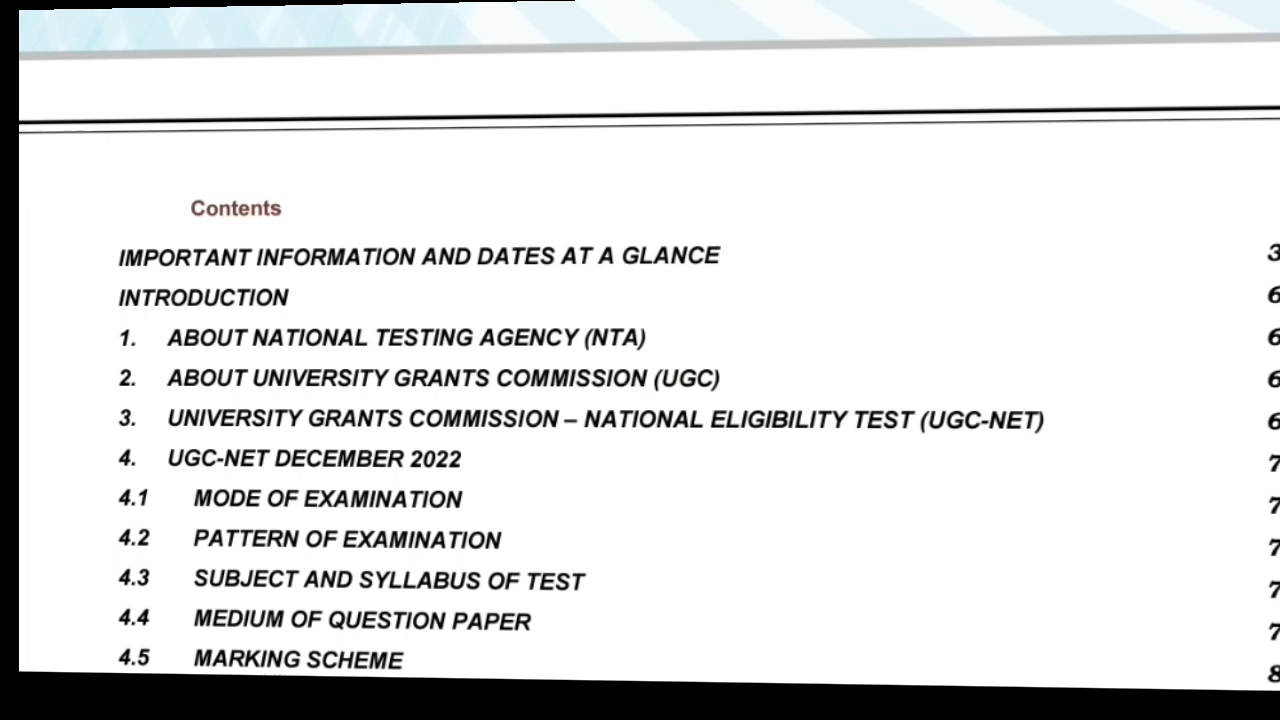 Contents
IMPORTANT INFORMATION AND DATES AT A GLANCE 3
INTRODUCTION 6
1. ABOUT NATIONAL TESTING AGENCY (NTA) 6
2. ABOUT UNIVERSITY GRANTS COMMISSION (UGC) 6
3. UNIVERSITY GRANTS COMMISSION – NATIONAL ELIGIBILITY TEST (UGC-NET) 6
4. UGC-NET DECEMBER 2022 7
4.1 MODE OF EXAMINATION 7
4.2 PATTERN OF EXAMINATION 7
4.3 SUBJECT AND SYLLABUS OF TEST 7
4.4 MEDIUM OF QUESTION PAPER 7
4.5 MARKING SCHEME 8